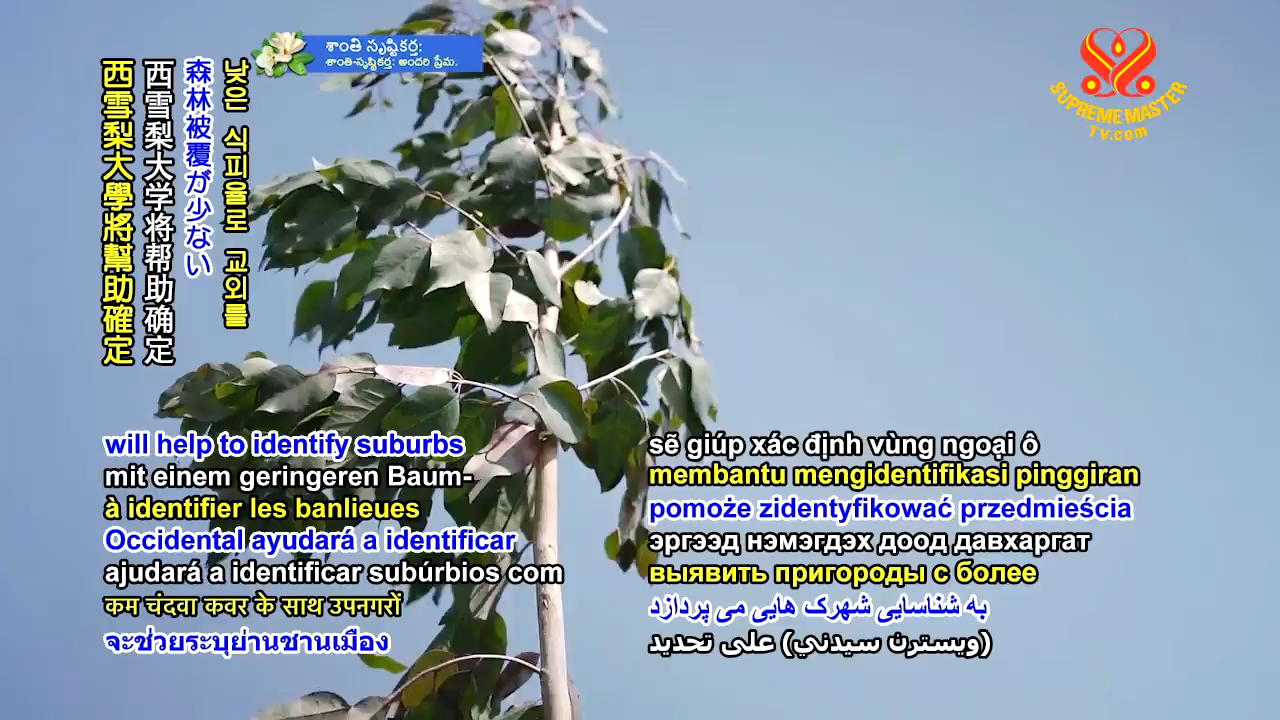 శాంతి సృష్టికర్త:
శాంతి-సృష్టికర్త: అందరి ప్రేమ.
SUPREME MASTER
TV.com
西雪梨大學將幫助確定
西雪梨大学将帮助确定
森林被覆が少ない
낮은 식피율로 교외를
will help to identify suburbs
mit einem geringeren Baum-
à identifier les banlieues
Occidental ayudará a identificar
ajudará a identificar subúrbios com
कम चंदवा कवर के साथ उपनगरों
จะช่วยระบุย่านชานเมือง
sẽ giúp xác định vùng ngoại ô
membantu mengidentifikasi pinggiran
pomoże zidentyfikować przedmieścia
эргээд нэмэгдэх доод давхаргат
выявить пригороды с более
به شناسایی شهرک هایی می پردازد
(ويسترن سيدني) على تحديد